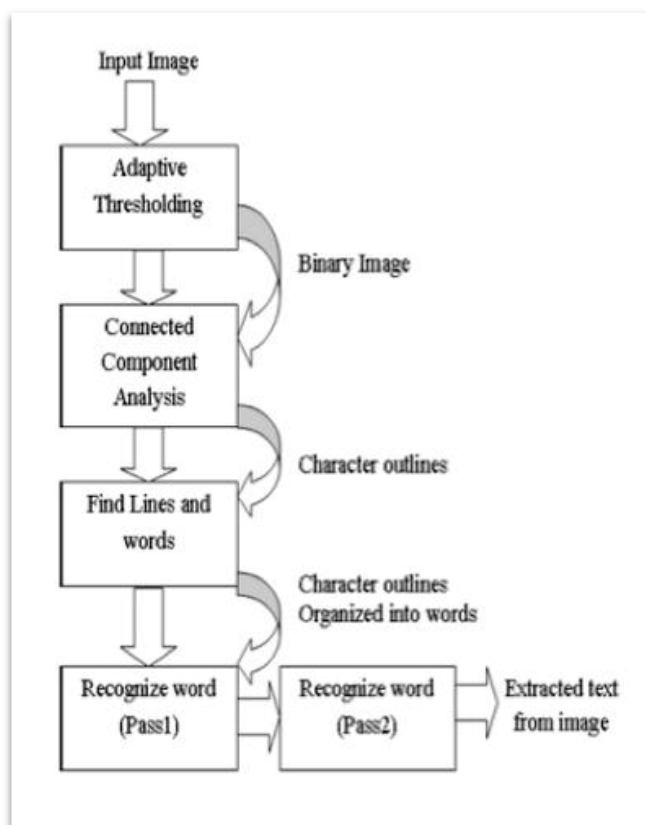 Input Image
Adaptive
Thresholding
Binary Image
Connected
Component
Analysis
Character outlines
Find Lines and
words
Character outlines
Organized into words
Recognize word
(Pass1)
Recognize word
(Pass2)
Extracted text
from image